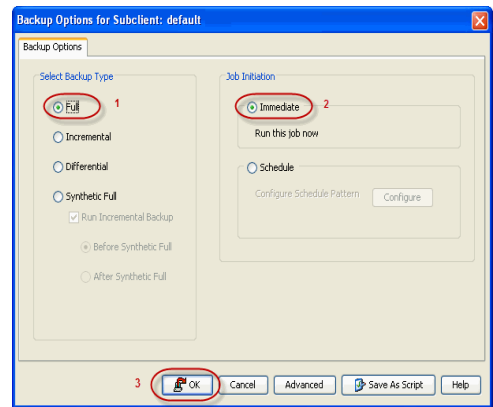 Backup Options for Subclient: default
Backup Options
Select Backup Type
Full
1
Incremental
Differential
Synthetic Full
Run Incremental Backup
Before Synthetic Full
After Synthetic Full
Job Initiation
Immediate
2
Run this job now
Schedule
Configure Schedule Pattern
Configure
3
OK
Cancel
Advanced
Save As Script
Help